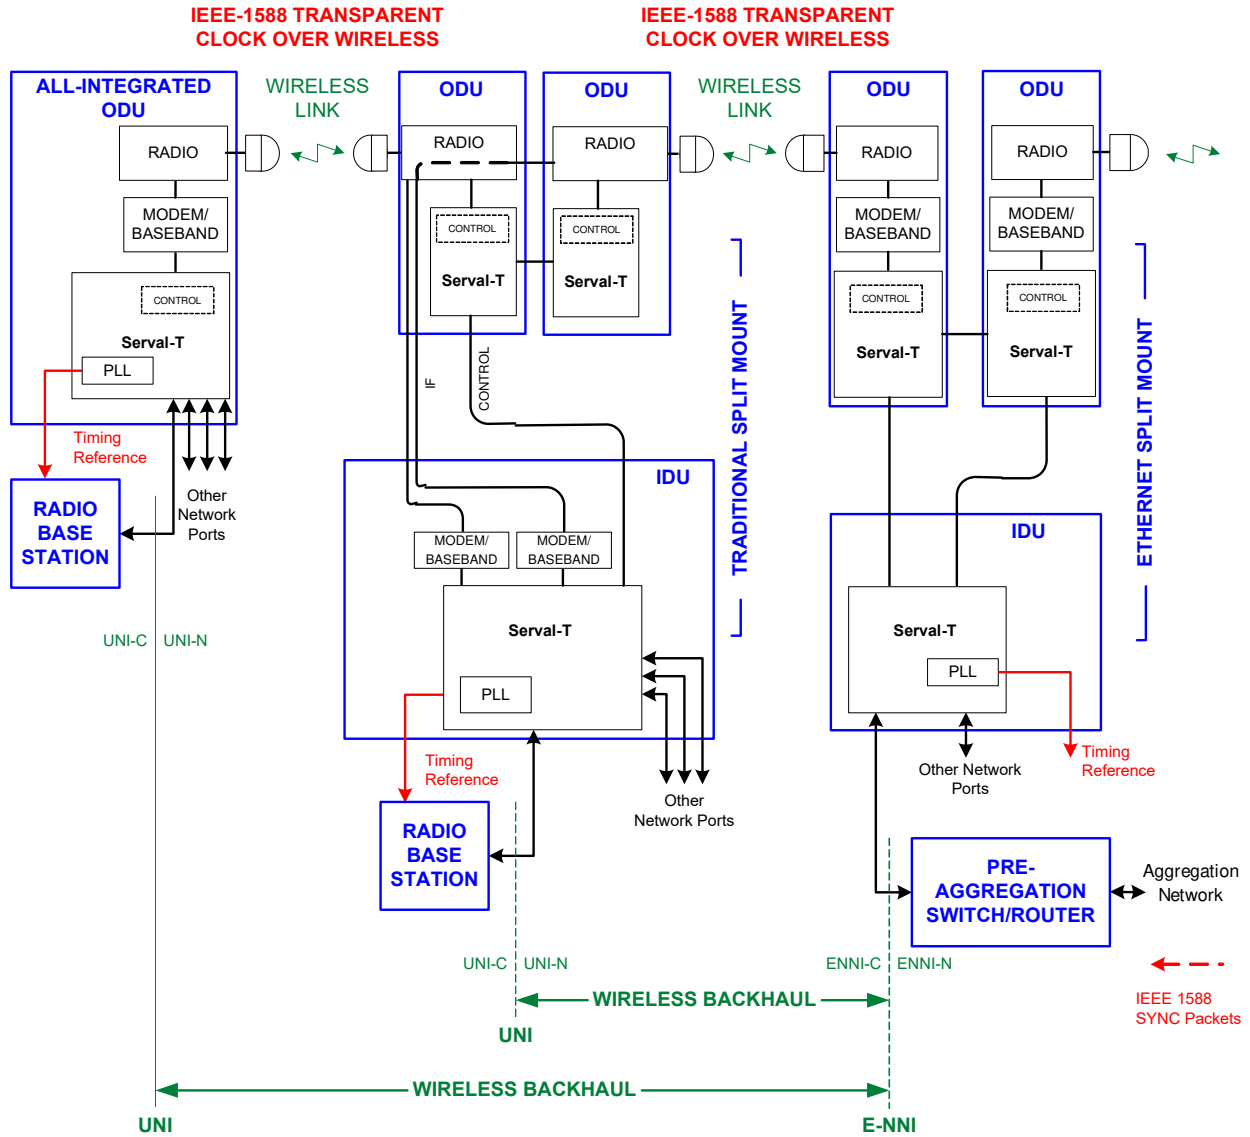 IEEE-1588 TRANSPARENT
CLOCK OVER WIRELESS
IEEE-1588 TRANSPARENT
CLOCK OVER WIRELESS
ALL-INTEGRATED
ODU
WIRELESS
LINK
ODU
ODU
WIRELESS
LINK
ODU
ODU
RADIO
RADIO
RADIO
RADIO
RADIO
MODEM/
BASEBAND
MODEM/
BASEBAND
MODEM/
BASEBAND
CONTROL
Serval-T
PLL
CONTROL
Serval-T
CONTROL
Serval-T
CONTROL
Serval-T
CONTROL
Serval-T
IF
CONTROL
TRADITIONAL SPLIT MOUNT
ETHERNET SPLIT MOUNT
Timing
Reference
RADIO
BASE
STATION
Other
Network
Ports
IDU
MODEM/
BASEBAND
MODEM/
BASEBAND
Serval-T
PLL
IDU
Serval-T
PLL
UNI-C
UNI-N
Timing
Reference
RADIO
BASE
STATION
Other
Network Ports
Other Network
Ports
Timing
Reference
PRE-
AGGREGATION
SWITCH/ROUTER
Aggregation
Network
UNI-C
UNI-N
ENNI-C
ENNI-N
WIRELESS BACKHAUL
UNI
IEEE 1588
SYNC Packets
WIRELESS BACKHAUL
UNI
E-NNI